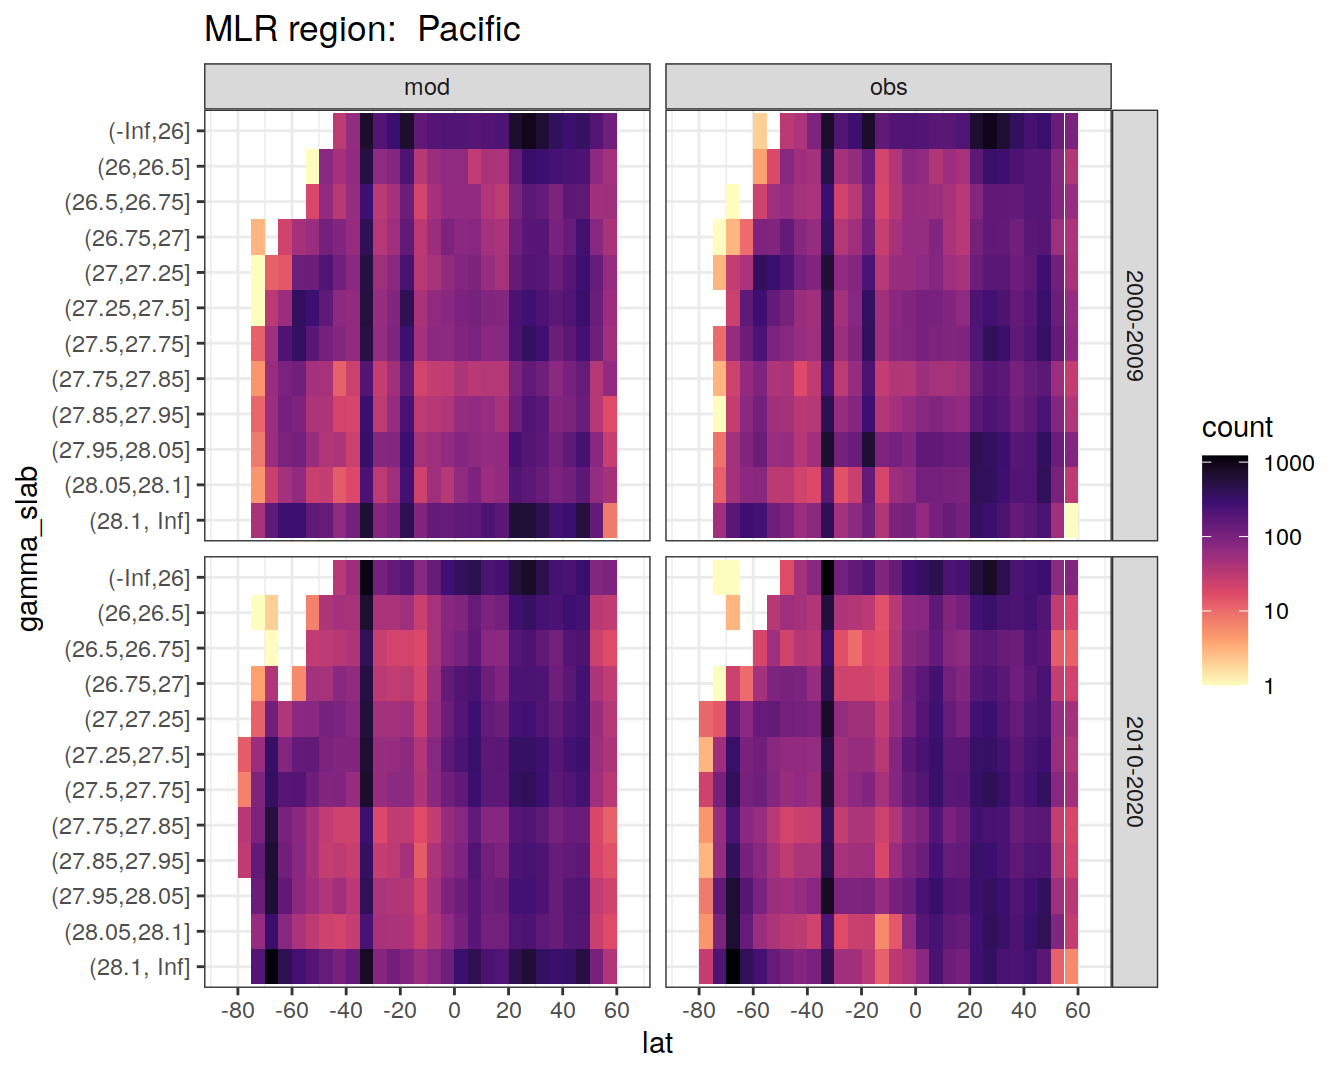 MLR region:  Pacific
mod
obs
(-Inf,26]
(26,26.5]
(26.5,26.75]
(26.75,27]
(27,27.25]
(27.25,27.5]
(27.5,27.75]
(27.75,27.85]
(27.85,27.95]
(27.95,28.05]
(28.05,28.1]
(28.1, Inf]
2000-2009
(-Inf,26]
(26,26.5]
(26.5,26.75]
(26.75,27]
(27,27.25]
(27.25,27.5]
(27.5,27.75]
(27.75,27.85]
(27.85,27.95]
(27.95,28.05]
(28.05,28.1]
(28.1, Inf]
2010-2020
gamma_slab
-80 -60 -40 -20 0 20 40 60
-80 -60 -40 -20 0 20 40 60
lat
count
1000
100
10
1